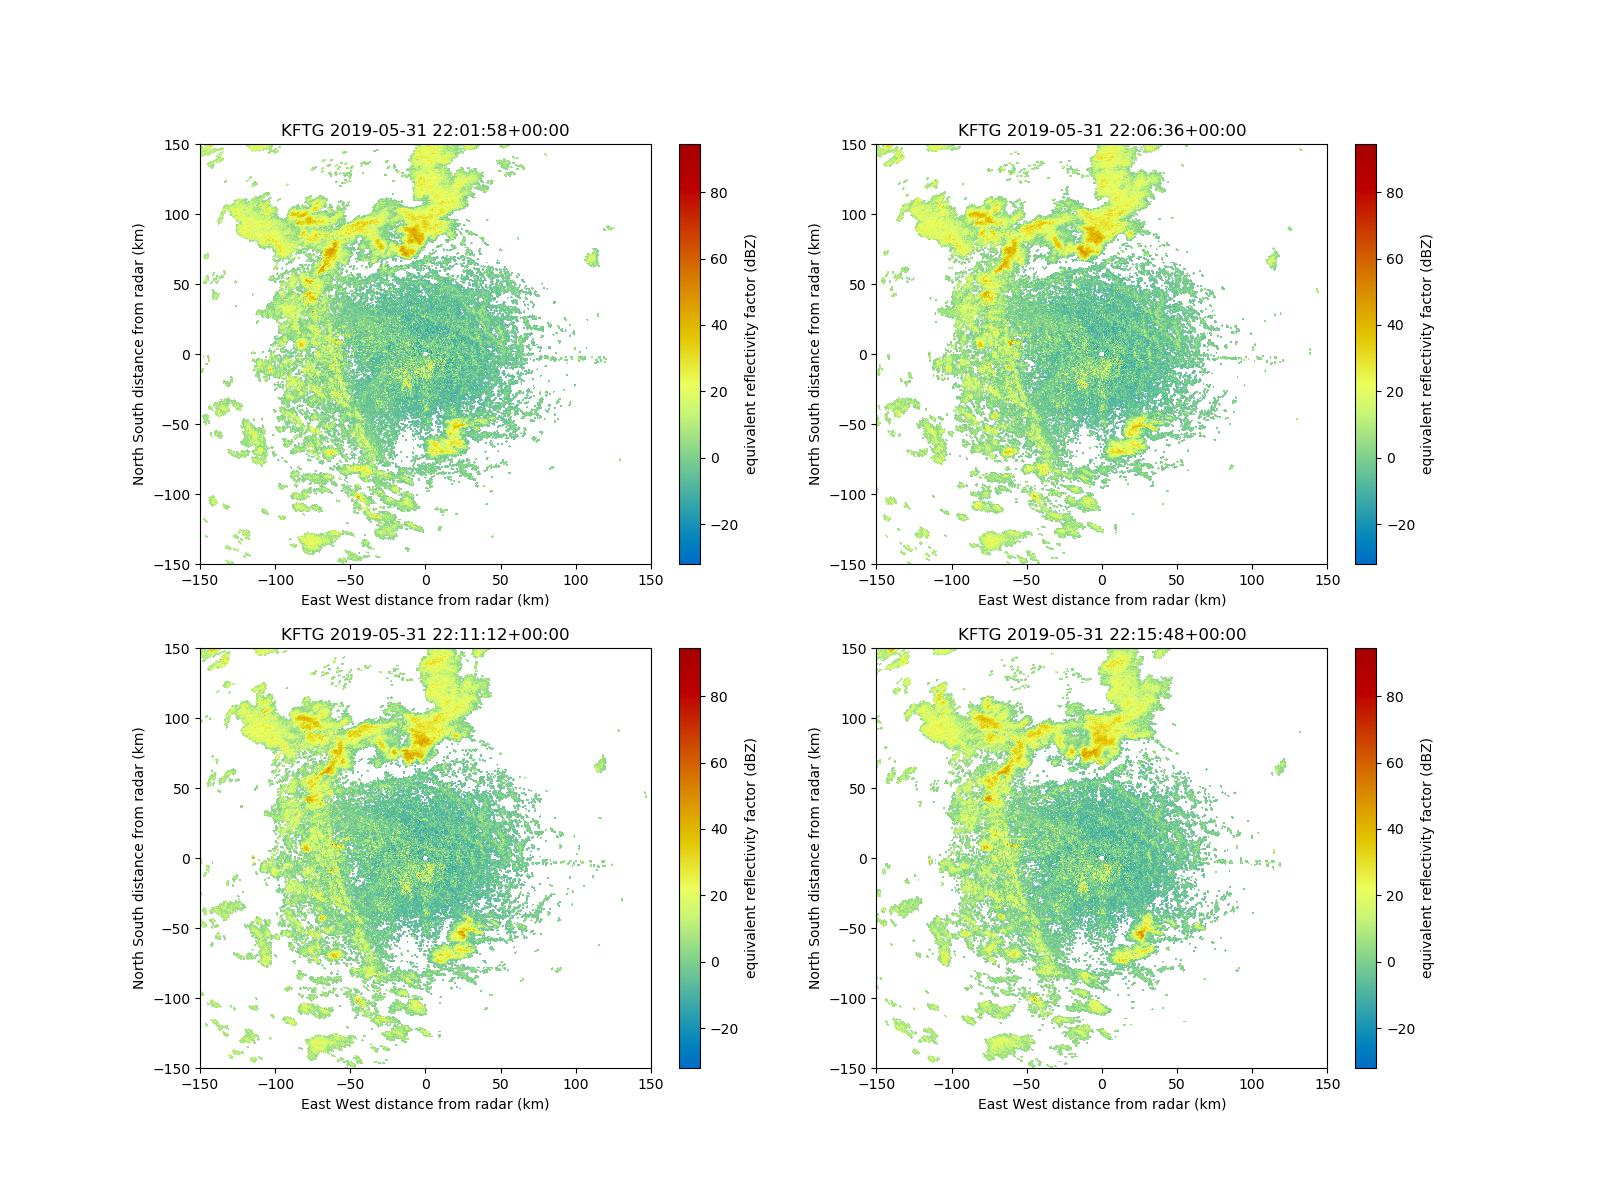 KFTG 2019-05-31 22:01:58+00:00
150
100
50
0
−50
−100
−150
−150 −100 −50 0 50 100 150
North South distance from radar (km)
East West distance from radar (km)
80
60
40
20
0
−20
equivalent reflectivity factor (dBZ)
KFTG 2019-05-31 22:06:36+00:00
150
100
50
0
−50
−100
−150
−150 −100 −50 0 50 100 150
North South distance from radar (km)
East West distance from radar (km)
80
60
40
20
0
−20
equivalent reflectivity factor (dBZ)
KFTG 2019-05-31 22:11:12+00:00
150
100
50
0
−50
−100
−150
−150 −100 −50 0 50 100 150
North South distance from radar (km)
East West distance from radar (km)
80
60
40
20
0
−20
equivalent reflectivity factor (dBZ)
KFTG 2019-05-31 22:15:48+00:00
150
100
50
0
−50
−100
−150
−150 −100 −50 0 50 100 150
North South distance from radar (km)
East West distance from radar (km)
80
60
40
20
0
−20
equivalent reflectivity factor (dBZ)